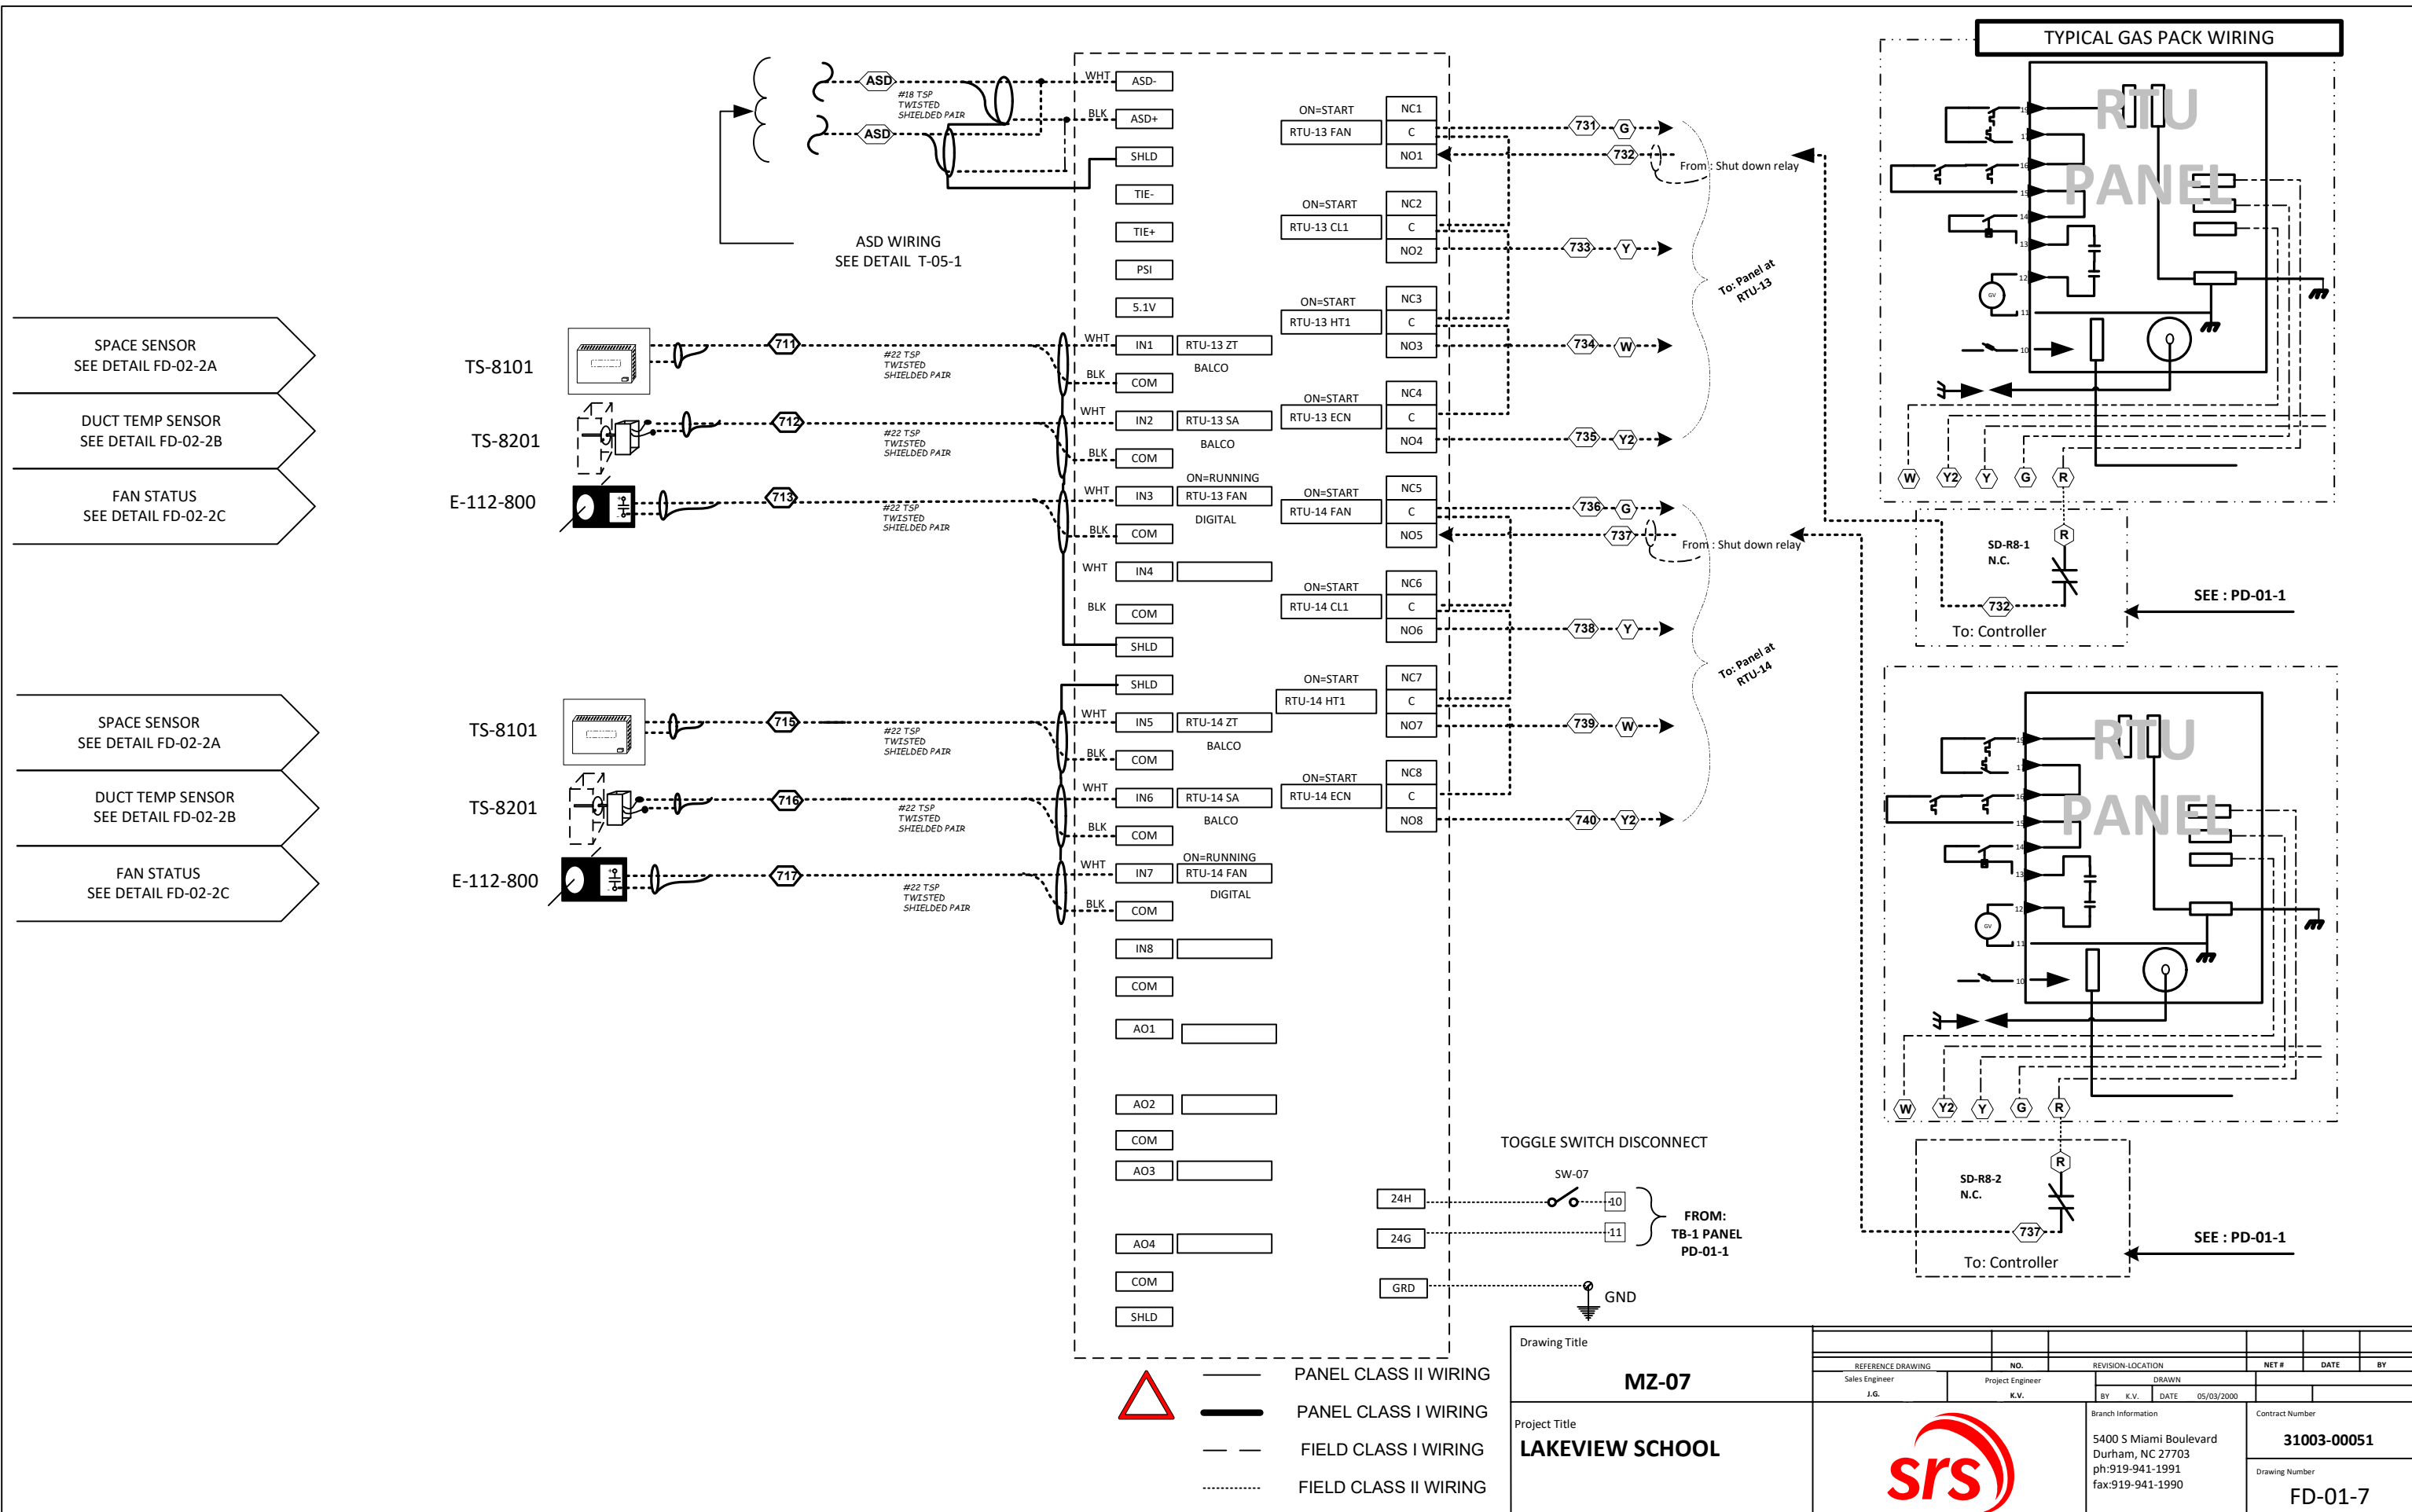 TYPICAL GAS PACK WIRING
ASD
#18 TSP
TWISTED
SHIELDED PAIR
ASD
ASD WIRING
SEE DETAIL T-05-1
SPACE SENSOR
SEE DETAIL FD-02-2A
DUCT TEMP SENSOR
SEE DETAIL FD-02-2B
FAN STATUS
SEE DETAIL FD-02-2C
TS-8101
711
#22 TSP
TWISTED
SHIELDED PAIR
TS-8201
712
#22 TSP
TWISTED
SHIELDED PAIR
E-112-800
713
#22 TSP
TWISTED
SHIELDED PAIR
SPACE SENSOR
SEE DETAIL FD-02-2A
DUCT TEMP SENSOR
SEE DETAIL FD-02-2B
FAN STATUS
SEE DETAIL FD-02-2C
TS-8101
715
#22 TSP
TWISTED
SHIELDED PAIR
TS-8201
716
#22 TSP
TWISTED
SHIELDED PAIR
E-112-800
717
#22 TSP
TWISTED
SHIELDED PAIR
WHT ASD-
BLK ASD+
SHLD
TIE-
TIE+
PSI
5.1V
WHT IN1 RTU-13 ZT
BALCO
BLK COM
WHT IN2 RTU-13 SA
BALCO
BLK COM
ON=RUNNING
WHT IN3 RTU-13 FAN
DIGITAL
BLK COM
WHT IN4
BLK COM
SHLD
SHLD
WHT IN5 RTU-14 ZT
BALCO
BLK COM
WHT IN6 RTU-14 SA
BALCO
BLK COM
ON=RUNNING
WHT IN7 RTU-14 FAN
DIGITAL
BLK COM
IN8
COM
AO1
AO2
COM
AO3
AO4
COM
SHLD
ON=START NC1
RTU-13 FAN C 731 G
NO1 732
From : Shut down relay
ON=START NC2
RTU-13 CL1 C
NO2 733 Y
ON=START NC3
RTU-13 HT1 C
NO3 734 W
ON=START NC4
RTU-13 ECN C
NO4 735 Y2
To: Panel at
RTU-13
ON=START NC5
RTU-14 FAN C 736 G
NO5 737
From : Shut down relay
ON=START NC6
RTU-14 CL1 C
NO6 738 Y
ON=START NC7
RTU-14 HT1 C
NO7 739 W
ON=START NC8
RTU-14 ECN C
NO8 740 Y2
To: Panel at
RTU-14
TOGGLE SWITCH DISCONNECT
SW-07
24H 10
24G 11
FROM:
TB-1 PANEL
PD-01-1
GRD
GND
RTU
PANEL
16
15
14
13
12
GV
11
10
W Y2 Y G R
R
SD-R8-1
N.C.
732
To: Controller
SEE : PD-01-1
RTU
PANEL
16
15
14
13
12
GV
11
10
W Y2 Y G R
R
SD-R8-2
N.C.
737
To: Controller
SEE : PD-01-1
PANEL CLASS II WIRING
PANEL CLASS I WIRING
FIELD CLASS I WIRING
FIELD CLASS II WIRING
Drawing Title
MZ-07
Project Title
LAKEVIEW SCHOOL
REFERENCE DRAWING NO. REVISION-LOCATION NET # DATE BY
Sales Engineer
J.G.
Project Engineer
K.V.
DRAWN
BY K.V. DATE 05/03/2000
srs
Branch Information
5400 S Miami Boulevard
Durham, NC 27703
ph:919-941-1991
fax:919-941-1990
Contract Number
31003-00051
Drawing Number
FD-01-7